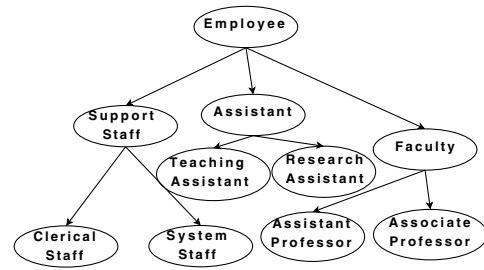 Employee
Support
Staff
Assistant
Faculty
Teaching
Assistant
Research
Assistant
Clerical
Staff
System
Staff
Assistant
Professor
Associate
Professor